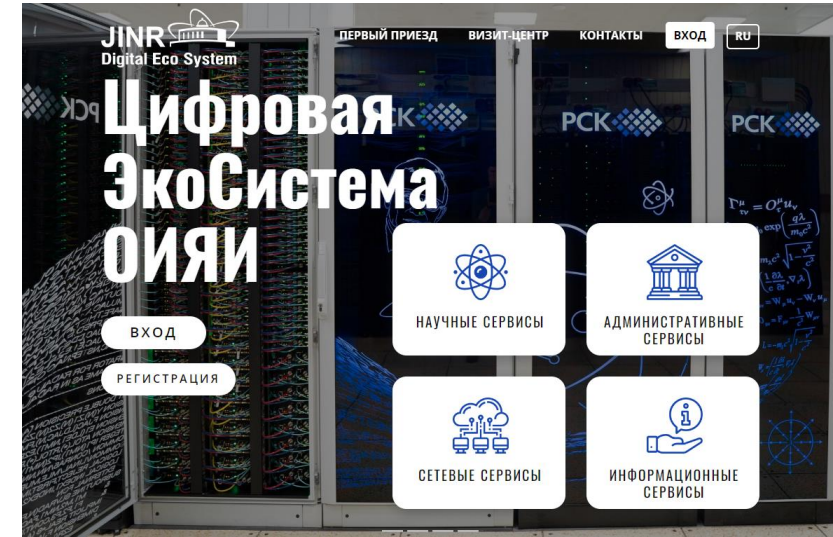 JINR
Digital Eco System
ПЕРВЫЙ ПРИЕЗД
ВИЗИТ-ЦЕНТР
КОНТАКТЫ
ВХОД
RU
Цифровая
ЭкоСистема
ОИЯИ
ВХОД
РЕГИСТРАЦИЯ
НАУЧНЫЕ СЕРВИСЫ
АДМИНИСТРАТИВНЫЕ
СЕРВИСЫ
СЕТЕВЫЕ СЕРВИСЫ
ИНФОРМАЦИОННЫЕ
СЕРВИСЫ
РСК
РСК